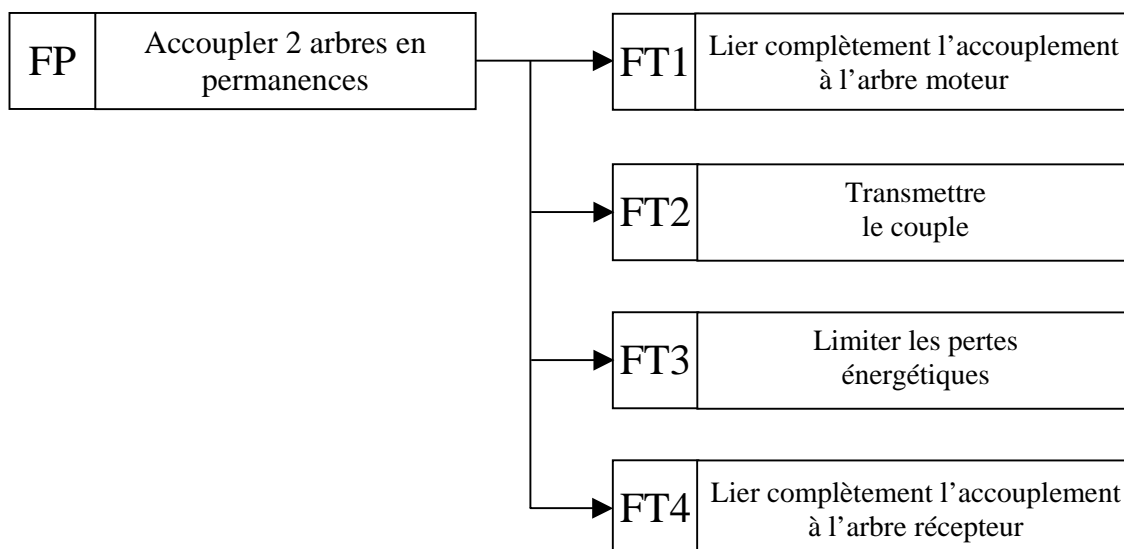 FP
Accoupler 2 arbres en
permanences
FT1
Lier complètement l’accouplement
à l’arbre moteur
FT2
Transmettre
le couple
FT3
Limiter les pertes
énergétiques
FT4
Lier complètement l’accouplement
à l’arbre récepteur